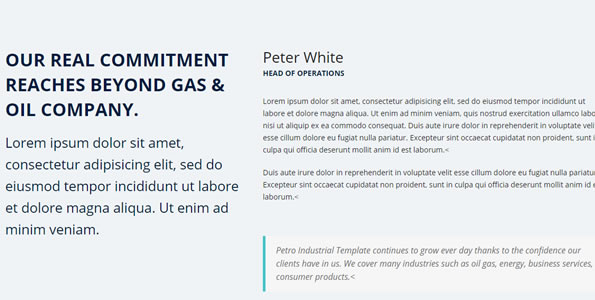 OUR REAL COMMITMENT
REACHES BEYOND GAS &
OIL COMPANY.
Lorem ipsum dolor sit amet,
consectetur adipisicing elit, sed do
eiusmod tempor incididunt ut labore
et dolore magna aliqua. Ut enim ad
minim veniam.
Peter White
HEAD OF OPERATIONS
Lorem ipsum dolor sit amet, consectetur adipisicing elit, sed do eiusmod tempor incididunt ut
labore et dolore magna aliqua. Ut enim ad minim veniam, quis nostrud exercitation ullamco labo
nisi ut aliquip ex ea commodo consequat. Duis aute irure dolor in reprehenderit in voluptate veli
esse cillum dolore eu fugiat nulla pariatur. Excepteur sint occaecat cupidatat non proident, sunt i
culpa qui officia deserunt mollit anim id est laborum.<
Duis aute irure dolor in reprehenderit in voluptate velit esse cillum dolore eu fugiat nulla pariatu
Excepteur sint occaecat cupidatat non proident, sunt in culpa qui officia deserunt mollit anim id e
laborum.<
Petro Industrial Template continues to grow ever day thanks to the confidence our
clients have in us. We cover many industries such as oil gas, energy, business services,
consumer products.<